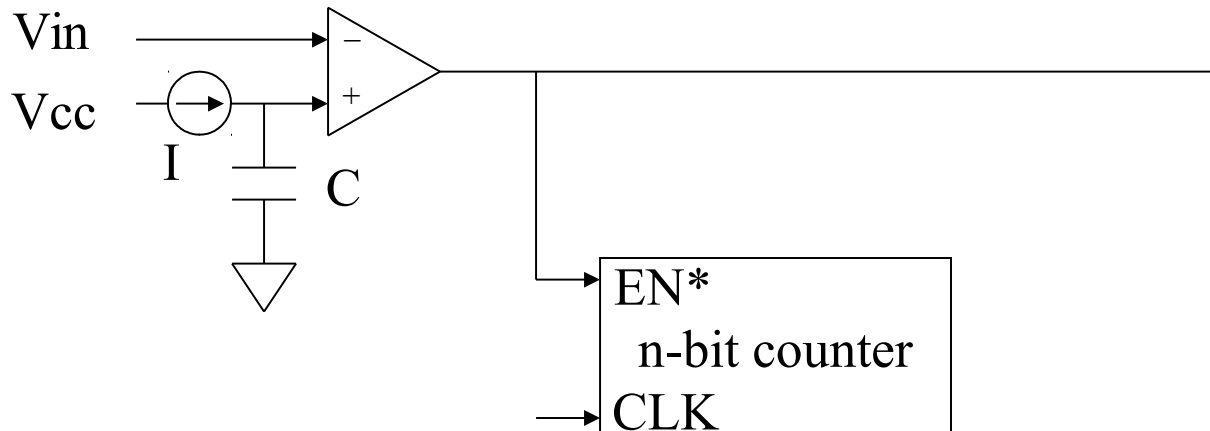 Vin
−
Vcc
+
I
C
EN*
n-bit counter
CLK